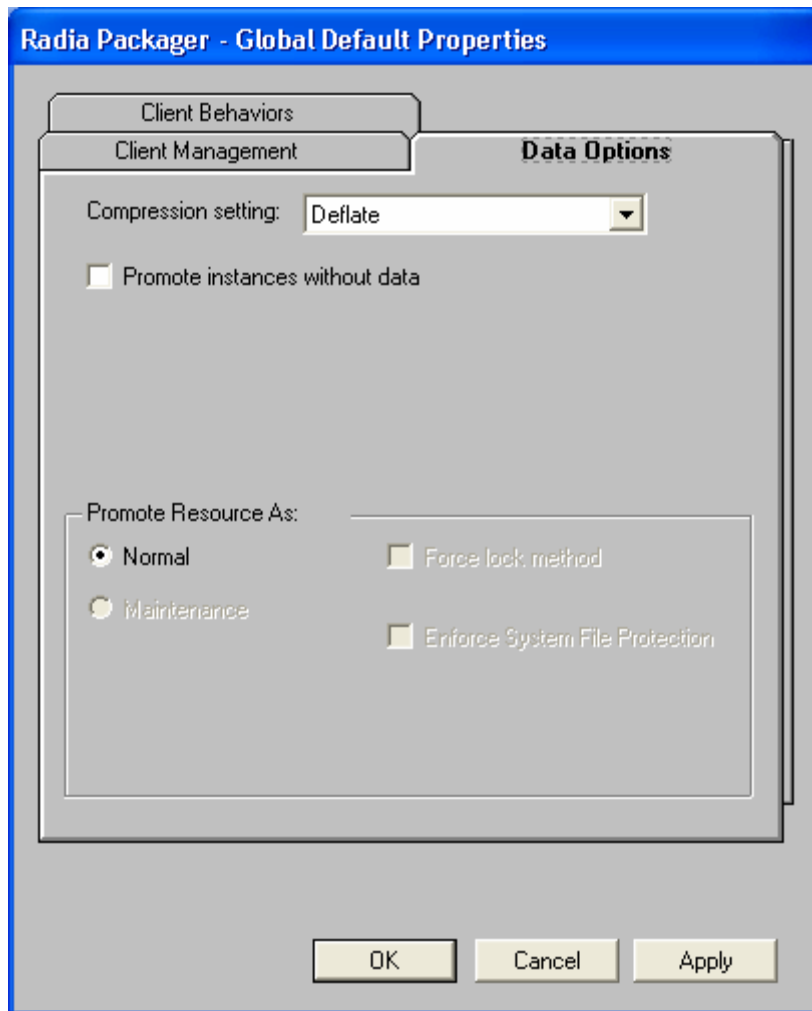 Radia Packager - Global Default Properties
Client Behaviors
Client Management
Data Options
Compression setting: Deflate
Promote instances without data
Promote Resource As:
Normal
Force lock method
Maintenance
Enforce System File Protection
OK
Cancel
Apply